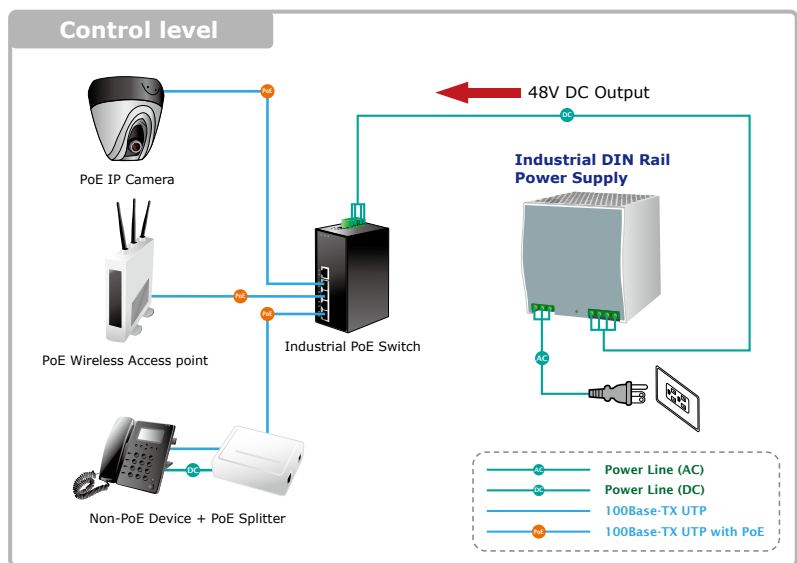 Control level
48V DC Output
PoE
DC
Industrial DIN Rail
Power Supply
PoE IP Camera
PoE
PoE
Industrial PoE Switch
PoE Wireless Access point
AC
DC
Non-PoE Device + PoE Splitter
AC Power Line (AC)
DC Power Line (DC)
100Base-TX UTP
PoE 100Base-TX UTP with PoE